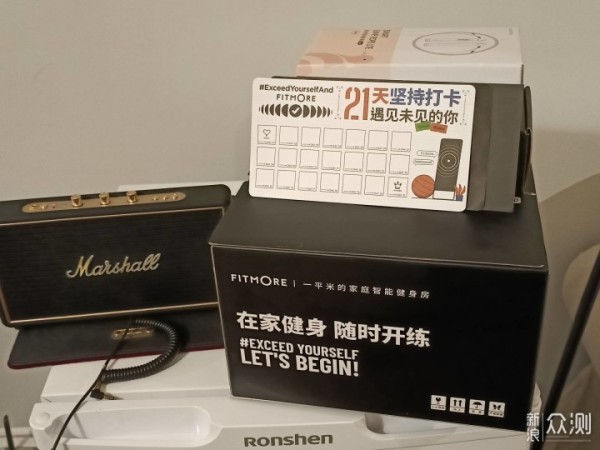 #ExceedYourselfAnd
FITMORE
21天坚持打卡
遇见未见的你
Marshall
FITMORE | 一平米的家庭智能健身房
在家健身 随时开练
#EXCEED YOURSELF
LET'S BEGIN!
Ronshen
新浪众测